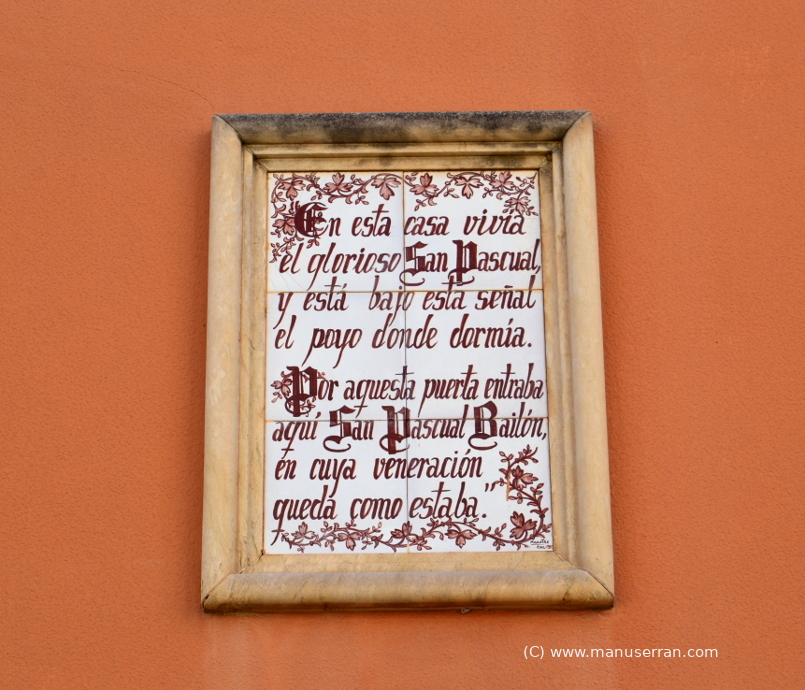 En esta casa vivía
el glorioso San Pascual,
y está bajo esta señal
el poyo donde dormía.
Por aquesta puerta entraba
aquí San Pascual Bailón,
en cuya veneración
queda como estaba."
(C) www.manuserran.com